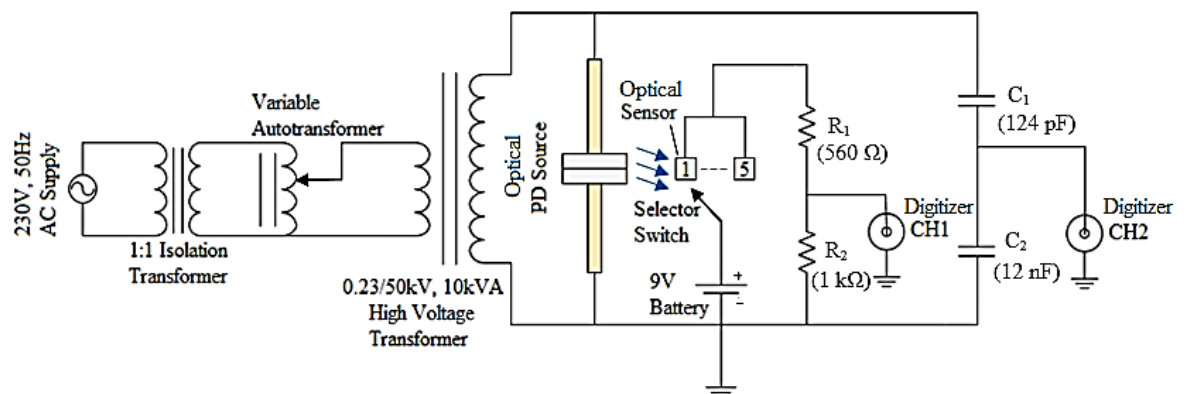 230V, 50Hz
AC Supply
1:1 Isolation
Transformer
Variable
Autotransformer
0.23/50kV, 10kVA
High Voltage
Transformer
Optical
PD Source
Optical
Sensor
1
5
Selector
Switch
9V
Battery
+
-
R1
(560 Ω)
R2
(1 kΩ)
Digitizer
CH1
C1
(124 pF)
C2
(12 nF)
Digitizer
CH2